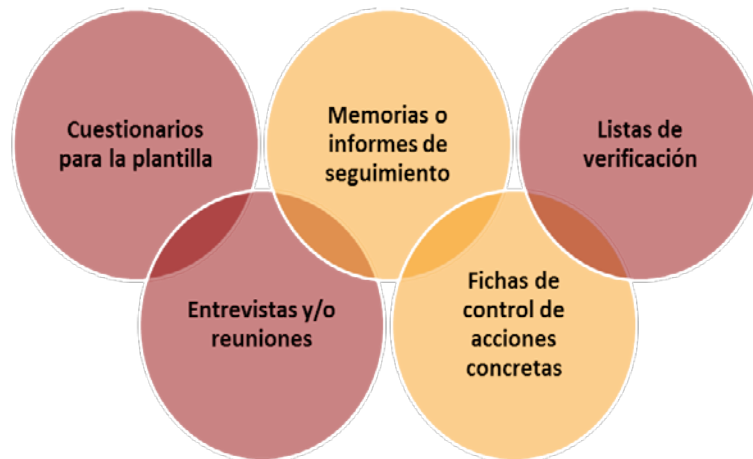 Cuestionarios
para la plantilla
Memorias o
informes de
seguimiento
Listas de
verificación
Entrevistas y/o
reuniones
Fichas de
control de
acciones
concretas